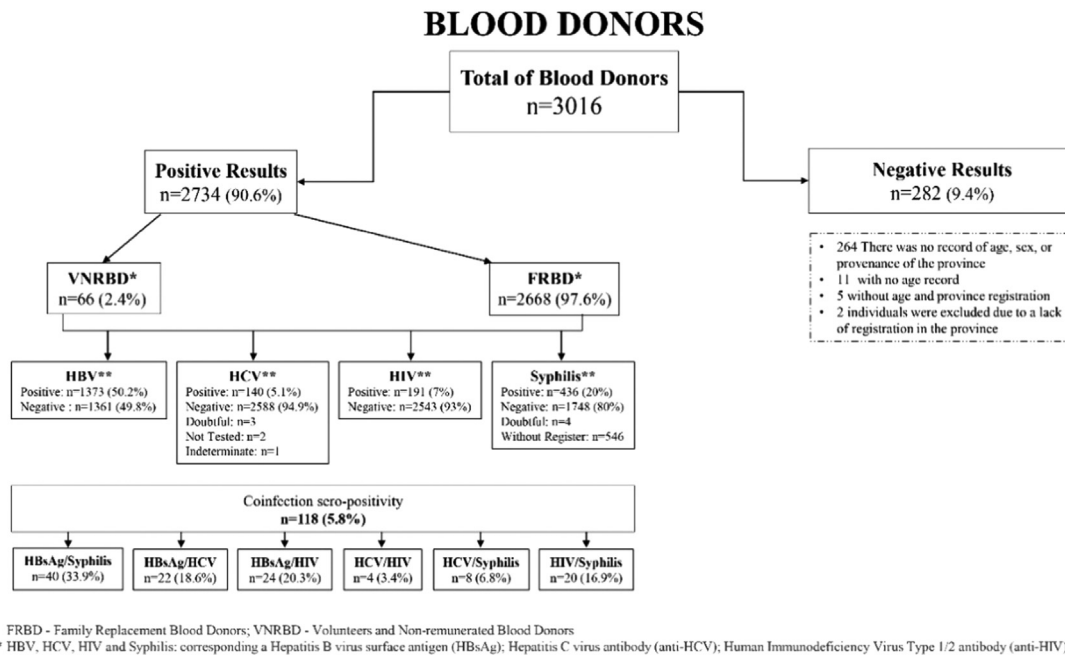 BLOOD DONORS
Total of Blood Donors
n=3016
Positive Results
n=2734 (90.6%)
Negative Results
n=282 (9.4%)
• 264 There was no record of age, sex, or
provenance of the province
• 11 with no age record
• 5 without age and province registration
• 2 individuals were excluded due to a lack
of registration in the province
VNRBD*
n=66 (2.4%)
FRBD*
n=2668 (97.6%)
HBV**
Positive: n=1373 (50.2%)
Negative : n=1361 (49.8%)
HCV**
Positive: n=140 (5.1%)
Negative: n=2588 (94.9%)
Doubtful: n=3
Not Tested: n=2
Indeterminate: n=1
HIV**
Positive: n=191 (7%)
Negative: n=2543 (93%)
Syphilis**
Positive: n=436 (20%)
Negative: n=1748 (80%)
Doubtful: n=4
Without Register: n=546
Coinfection sero-positivity
n=118 (5.8%)
HBsAg/Syphilis
n=40 (33.9%)
HBsAg/HCV
n=22 (18.6%)
HBsAg/HIV
n=24 (20.3%)
HCV/HIV
n=4 (3.4%)
HCV/Syphilis
n=8 (6.8%)
HIV/Syphilis
n=20 (16.9%)
FRBD - Family Replacement Blood Donors; VNRBD - Volunteers and Non-remunerated Blood Donors
* HBV, HCV, HIV and Syphilis: corresponding a Hepatitis B virus surface antigen (HBsAg); Hepatitis C virus antibody (anti-HCV); Human Immunodeficiency Virus Type 1/2 antibody (anti-HIV)